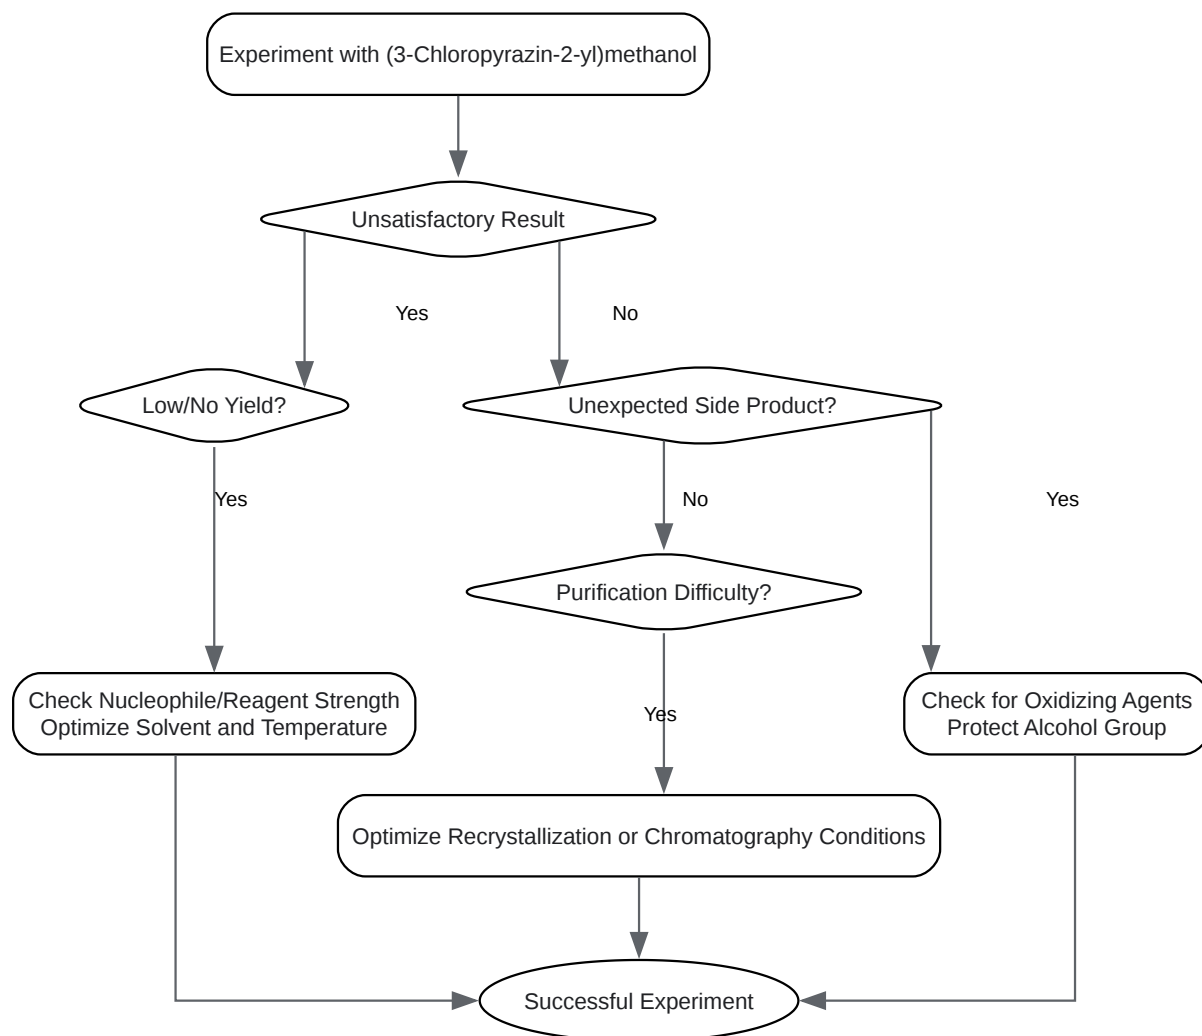 Experiment with (3-Chloropyrazin-2-yl)methanol
Unsatisfactory Result
Yes
No
Low/No Yield?
Unexpected Side Product?
Yes
No
Yes
Purification Difficulty?
Check Nucleophile/Reagent Strength
Optimize Solvent and Temperature
Yes
Check for Oxidizing Agents
Protect Alcohol Group
Optimize Recrystallization or Chromatography Conditions
Successful Experiment